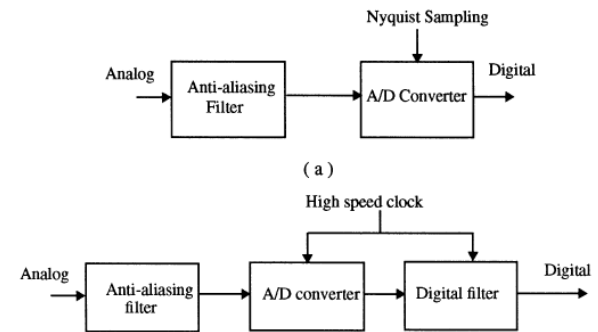 Nyquist Sampling
Analog
Digital
Anti-aliasing
Filter
A/D Converter
( a )
High speed clock
Analog
Digital
Anti-aliasing
filter
A/D converter
Digital filter